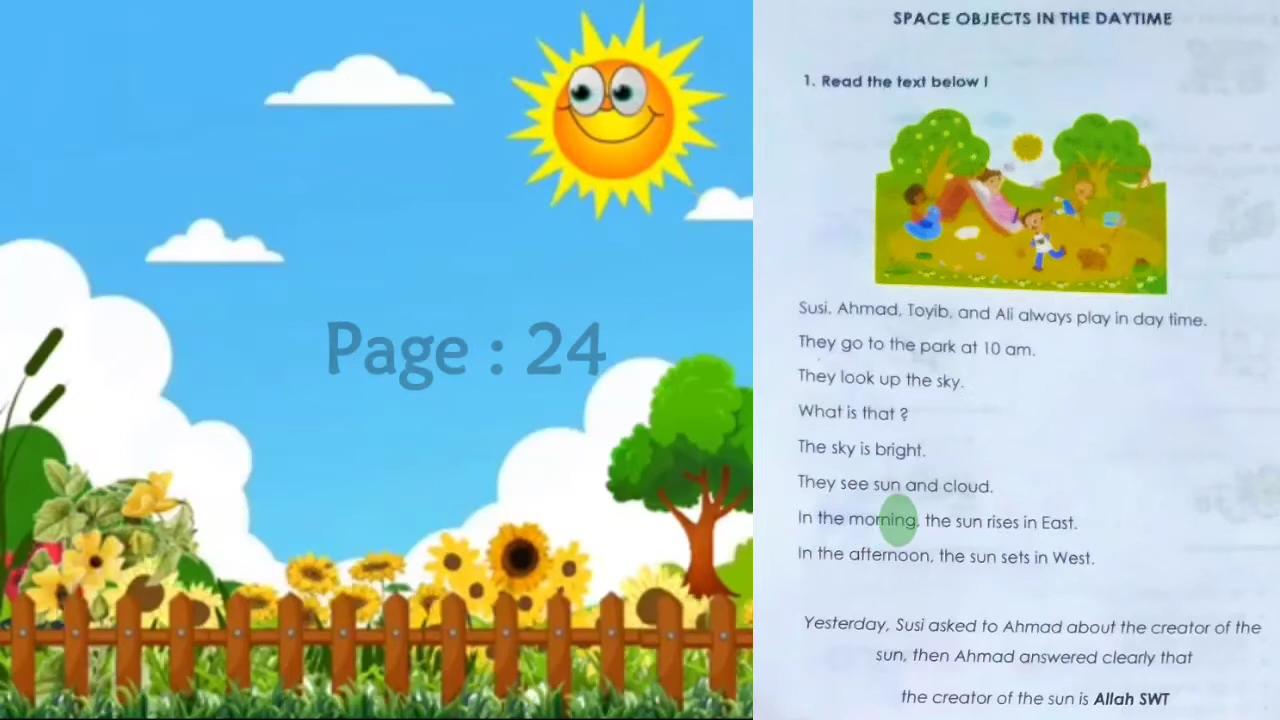 Page : 24
SPACE OBJECTS IN THE DAYTIME
1. Read the text below !
Susi, Ahmad, Toyib, and Ali always play in day time.
They go to the park at 10 am.
They look up the sky.
What is that ?
The sky is bright.
They see sun and cloud.
In the morning, the sun rises in East.
In the afternoon, the sun sets in West.
Yesterday, Susi asked to Ahmad about the creator of the
sun, then Ahmad answered clearly that
the creator of the sun is Allah SWT